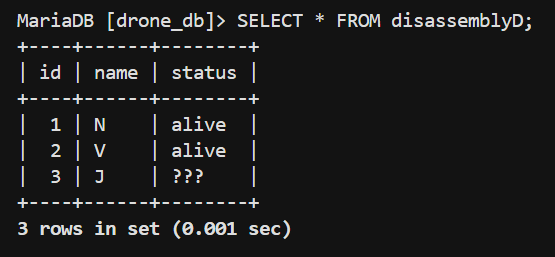 MariaDB [drone_db]> SELECT * FROM disassemblyD;
+----+------+--------+
| id | name | status |
+----+------+--------+
|  1 | N    | alive  |
|  2 | V    | alive  |
|  3 | J    | ???    |
+----+------+--------+
3 rows in set (0.001 sec)